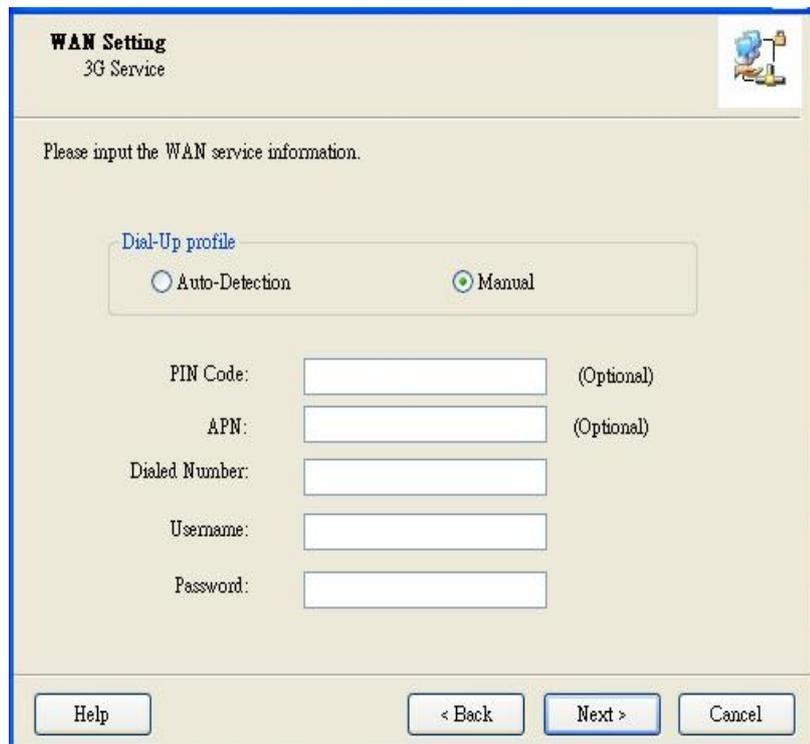 WAN Setting
3G Service
Please input the WAN service information.
Dial-Up profile
Auto-Detection Manual
PIN Code: (Optional)
APN: (Optional)
Dialed Number:
Username:
Password:
Help < Back Next > Cancel